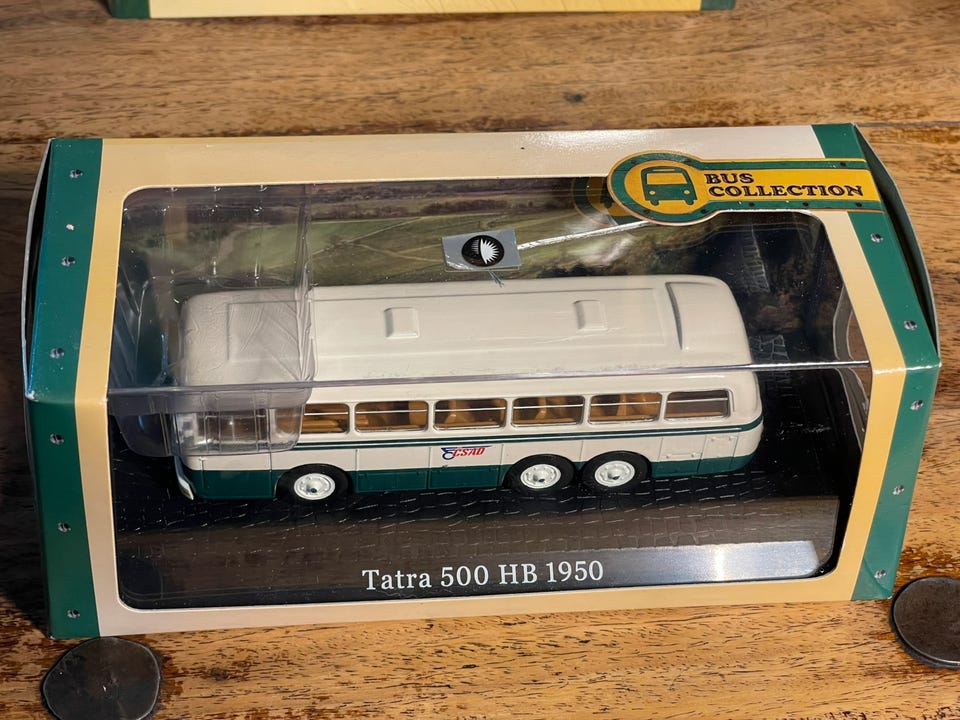 BUS
COLLECTION
ČSAD
Tatra 500 HB 1950